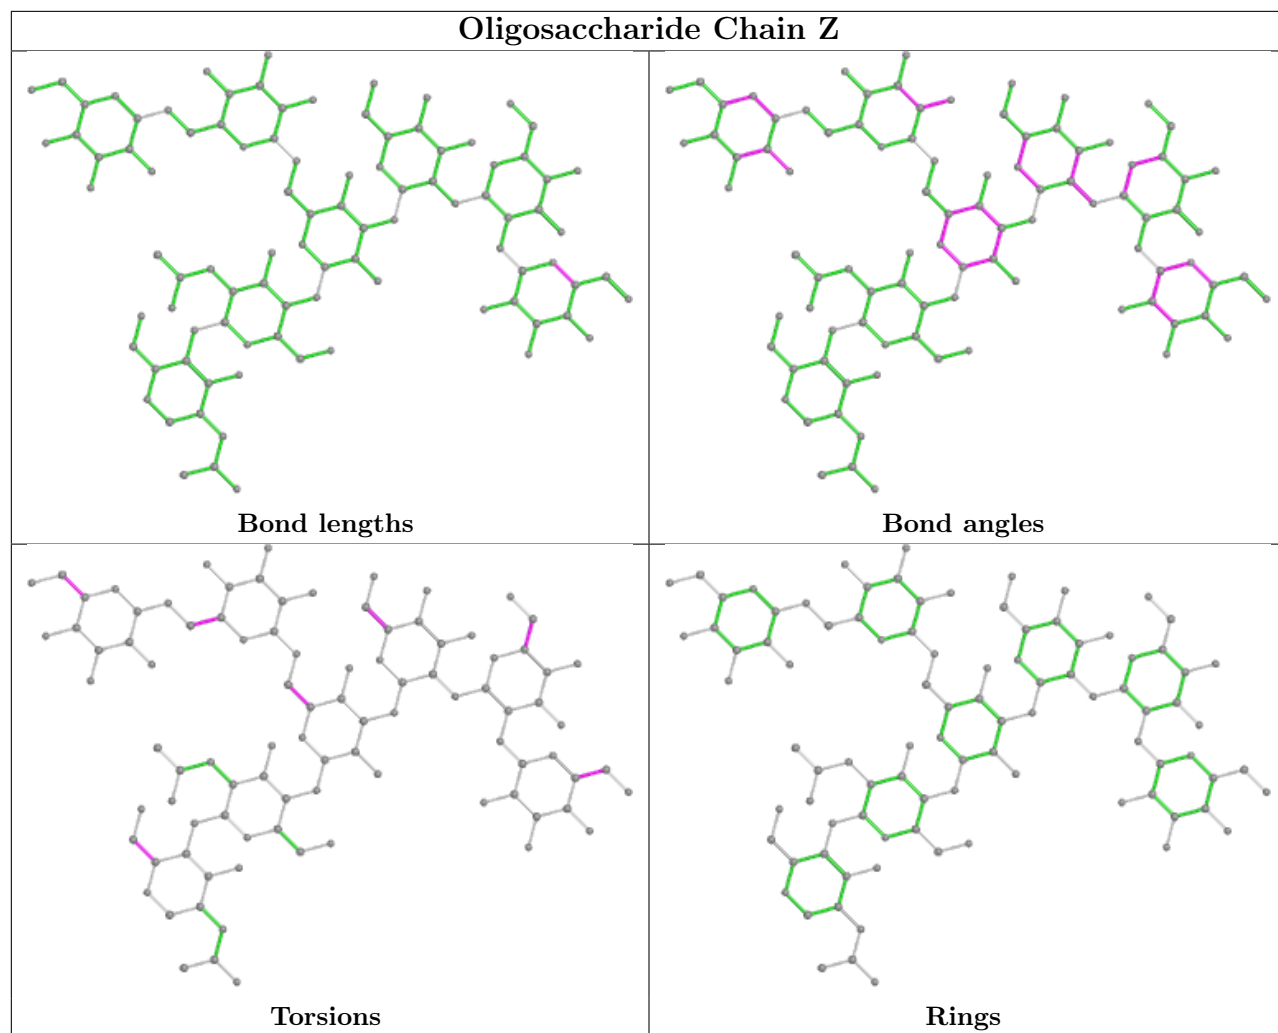 Oligosaccharide Chain Z
Bond lengths
Bond angles
Torsions
Rings